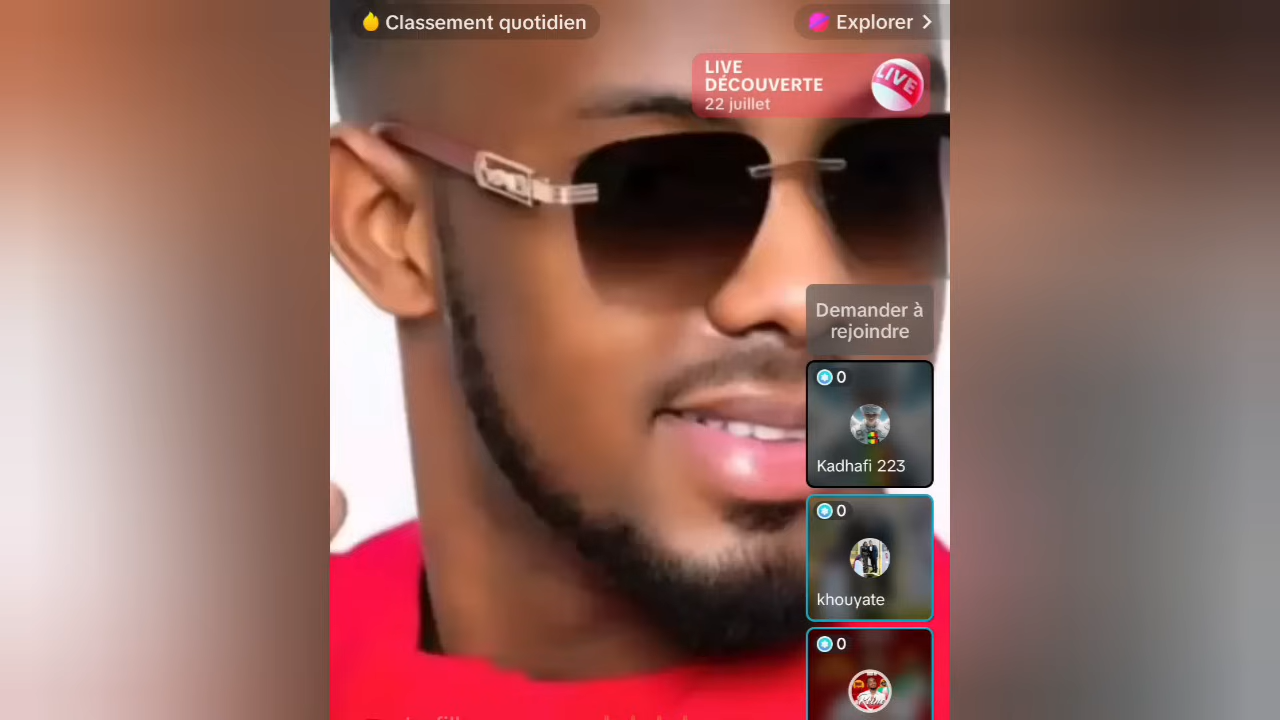 Classement quotidien
Explorer
LIVE
DÉCOUVERTE
22 juillet
LIVE
Demander à
rejoindre
0
Kadhafi 223
0
khouyate
0